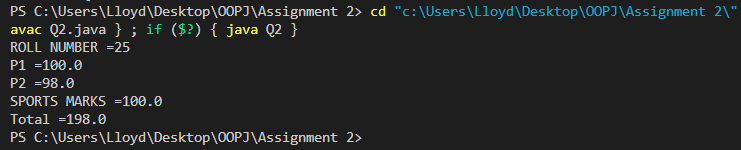 PS C:\Users\Lloyd\Desktop\OOPJ\Assignment 2> cd "c:\Users\Lloyd\Desktop\OOPJ\Assignment 2\"
avac Q2.java } ; if ($?) { java Q2 }
ROLL NUMBER =25
P1 =100.0
P2 =98.0
SPORTS MARKS =100.0
Total =198.0
PS C:\Users\Lloyd\Desktop\OOPJ\Assignment 2>